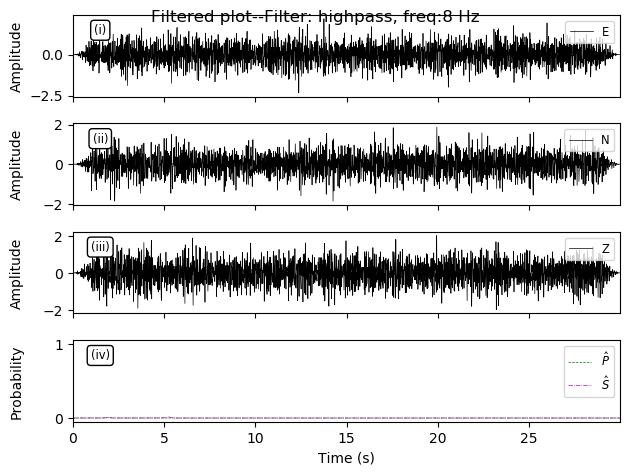 Filtered plot--Filter: highpass, freq:8 Hz
(i)
E
Amplitude
0.0
−2.5
(ii)
N
Amplitude
2
0
−2
(iii)
Z
Amplitude
2
0
−2
(iv)
P̂
Ŝ
Probability
1
0
0 5 10 15 20 25
Time (s)